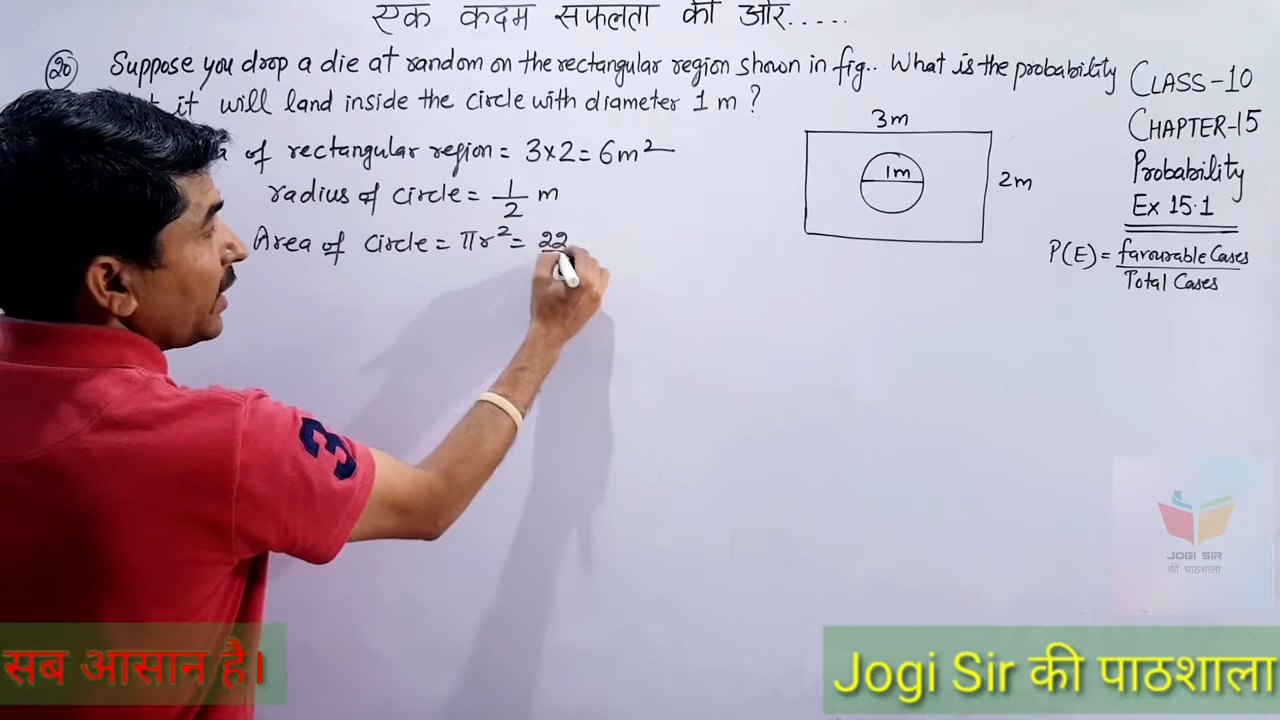 एक कदम सफलता की ओर.....
20 Suppose you drop a die at random on the rectangular region shown in fig.. What is the probability
it will land inside the circle with diameter 1 m ?
of rectangular region = 3×2 = 6m²
radius of circle = 1/2 m
Area of circle = πr² = 22
3m
1m
2m
CLASS-10
CHAPTER-15
Probability
Ex 15.1
P(E) = favourable Cases / Total Cases
3
JOGI SIR
की पाठशाला
सब आसान है।
Jogi Sir की पाठशाला